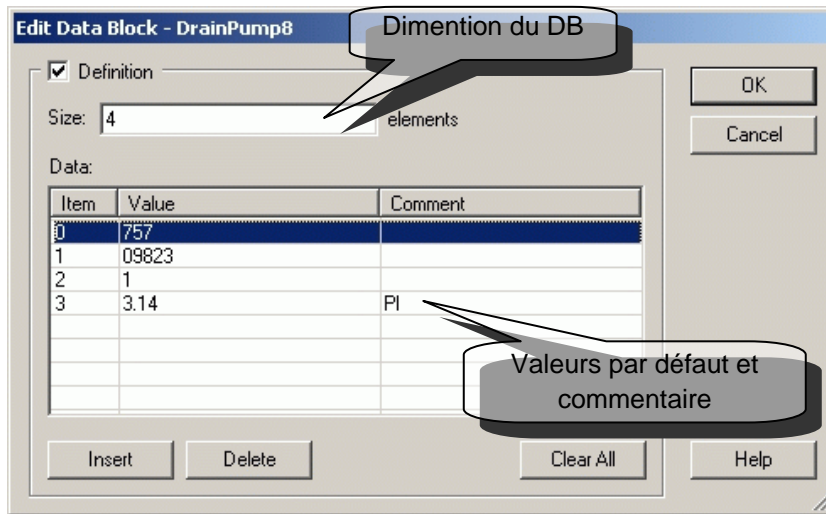 Edit Data Block - DrainPump8
Dimention du DB
Definition
Size: 4 elements
OK
Cancel
Data:
Item Value Comment
0 757
1 09823
2 1
3 3.14 PI
Valeurs par défaut et
commentaire
Insert Delete Clear All Help